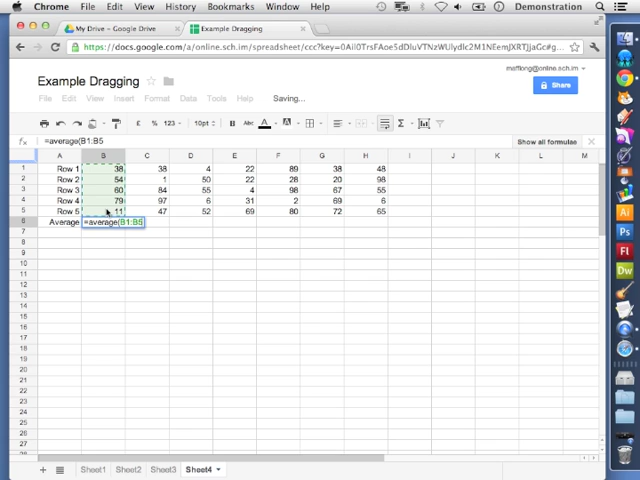 Chrome File Edit View History Bookmarks Window Help Demonstration
My Drive – Google Drive × Example Dragging ×
https://docs.google.com/a/online.sch.im/spreadsheet/ccc?key=
Example Dragging
Share
File Edit View Insert Format Data Tools Help Saving...
£ % 123 10pt B Abc A Σ
fx =average(B1:B5 Show all formulae
A B C D E F G H I J K L M
1 Row 1 38 38 4 22 89 38 48
2 Row 2 54 1 50 22 28 20 98
3 Row 3 60 84 55 4 98 67 55
4 Row 4 79 97 6 31 2 69 6
5 Row 5 11 47 52 69 80 72 65
6 Average =average(B1:B5
7
8
9
10
11
12
13
14
15
16
17
18
19
20
21
22
23
24
25
26
27
28
+ Sheet1 Sheet2 Sheet3 Sheet4
Ps
Fl
Dw